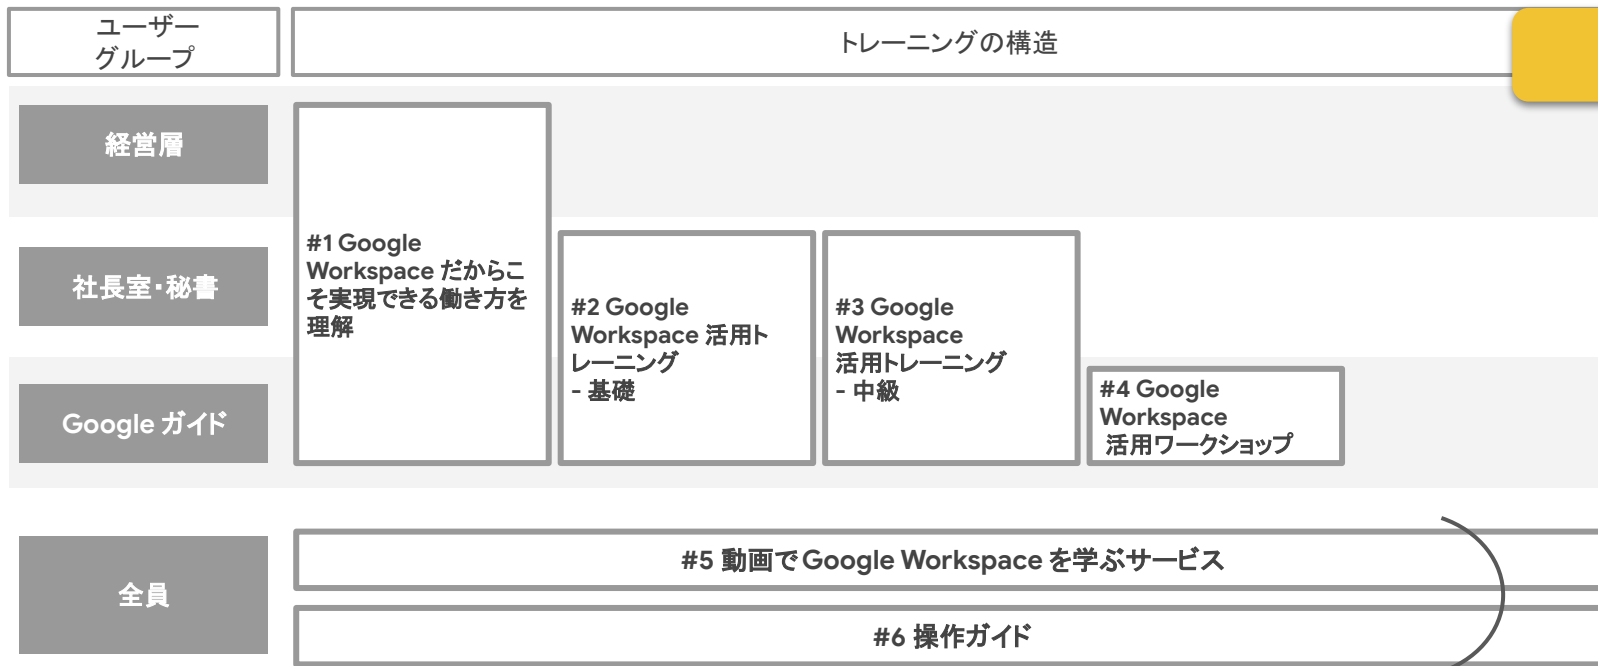 ユーザー
グループ
トレーニングの構造
経営層
社長室・秘書
Google ガイド
#1 Google
Workspace だからこ
そ実現できる働き方を
理解
#2 Google
Workspace 活用ト
レーニング
- 基礎
#3 Google
Workspace
活用トレーニング
- 中級
#4 Google
Workspace
活用ワークショップ
全員
#5 動画で Google Workspace を学ぶサービス
#6 操作ガイド